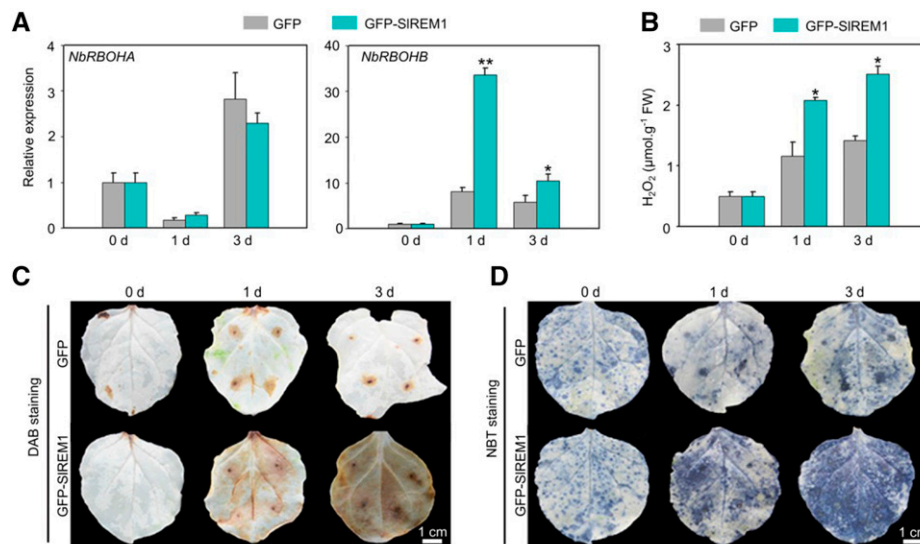 A
GFP
GFP-SlREM1
B
GFP
GFP-SlREM1
Relative expression
4
3
2
1
0
NbRBOHA
0 d
1 d
3 d
40
30
20
10
0
NbRBOHB
**
*
0 d
1 d
3 d
H₂O₂ (μmol.g⁻¹ FW)
3
2
1
0
*
*
0 d
1 d
3 d
C
0 d
1 d
3 d
DAB staining
GFP
GFP-SlREM1
1 cm
D
0 d
1 d
3 d
NBT staining
GFP
GFP-SlREM1
1 cm